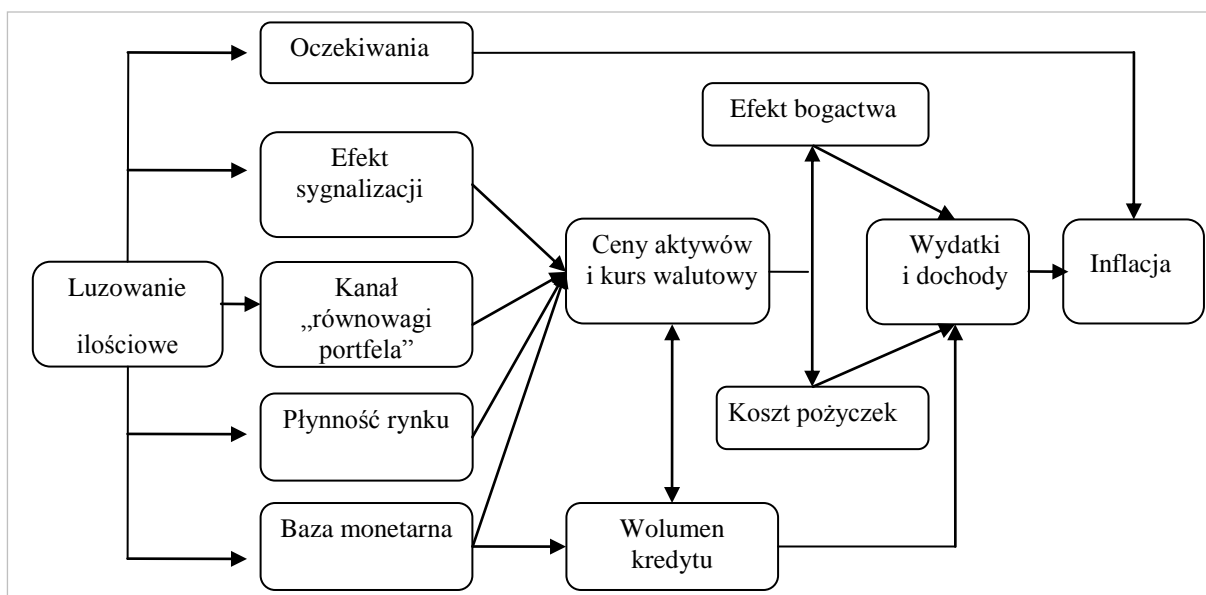 Oczekiwania
Efekt bogactwa
Efekt
sygnalizacji
Ceny aktywów
i kurs walutowy
Wydatki
i dochody
Inflacja
Luzowanie
ilościowe
Kanał
„równowagi
portfela”
Płynność rynku
Koszt pożyczek
Baza monetarna
Wolumen
kredytu